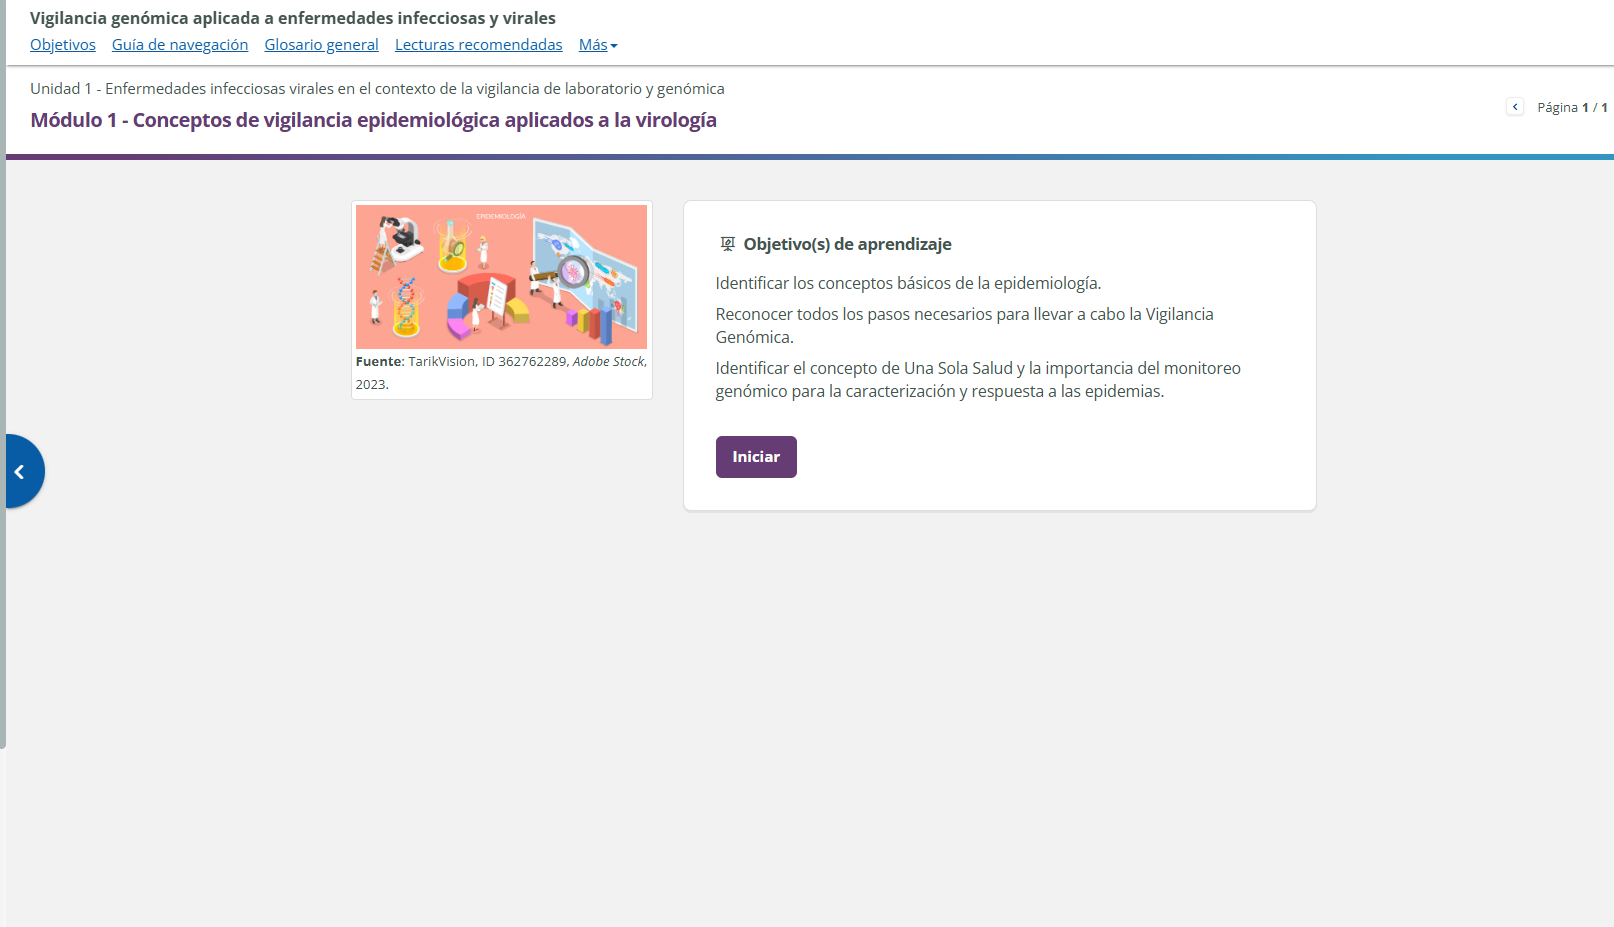 Vigilancia genómica aplicada a enfermedades infecciosas y virales
Objetivos Guía de navegación Glosario general Lecturas recomendadas Más
Unidad 1 - Enfermedades infecciosas virales en el contexto de la vigilancia de laboratorio y genómica
Módulo 1 - Conceptos de vigilancia epidemiológica aplicados a la virología
Página 1 / 1
EPIDEMIOLOGÍA
Fuente: TarikVision, ID 362762289, Adobe Stock,
2023.
Objetivo(s) de aprendizaje
Identificar los conceptos básicos de la epidemiología.
Reconocer todos los pasos necesarios para llevar a cabo la Vigilancia
Genómica.
Identificar el concepto de Una Sola Salud y la importancia del monitoreo
genómico para la caracterización y respuesta a las epidemias.
Iniciar